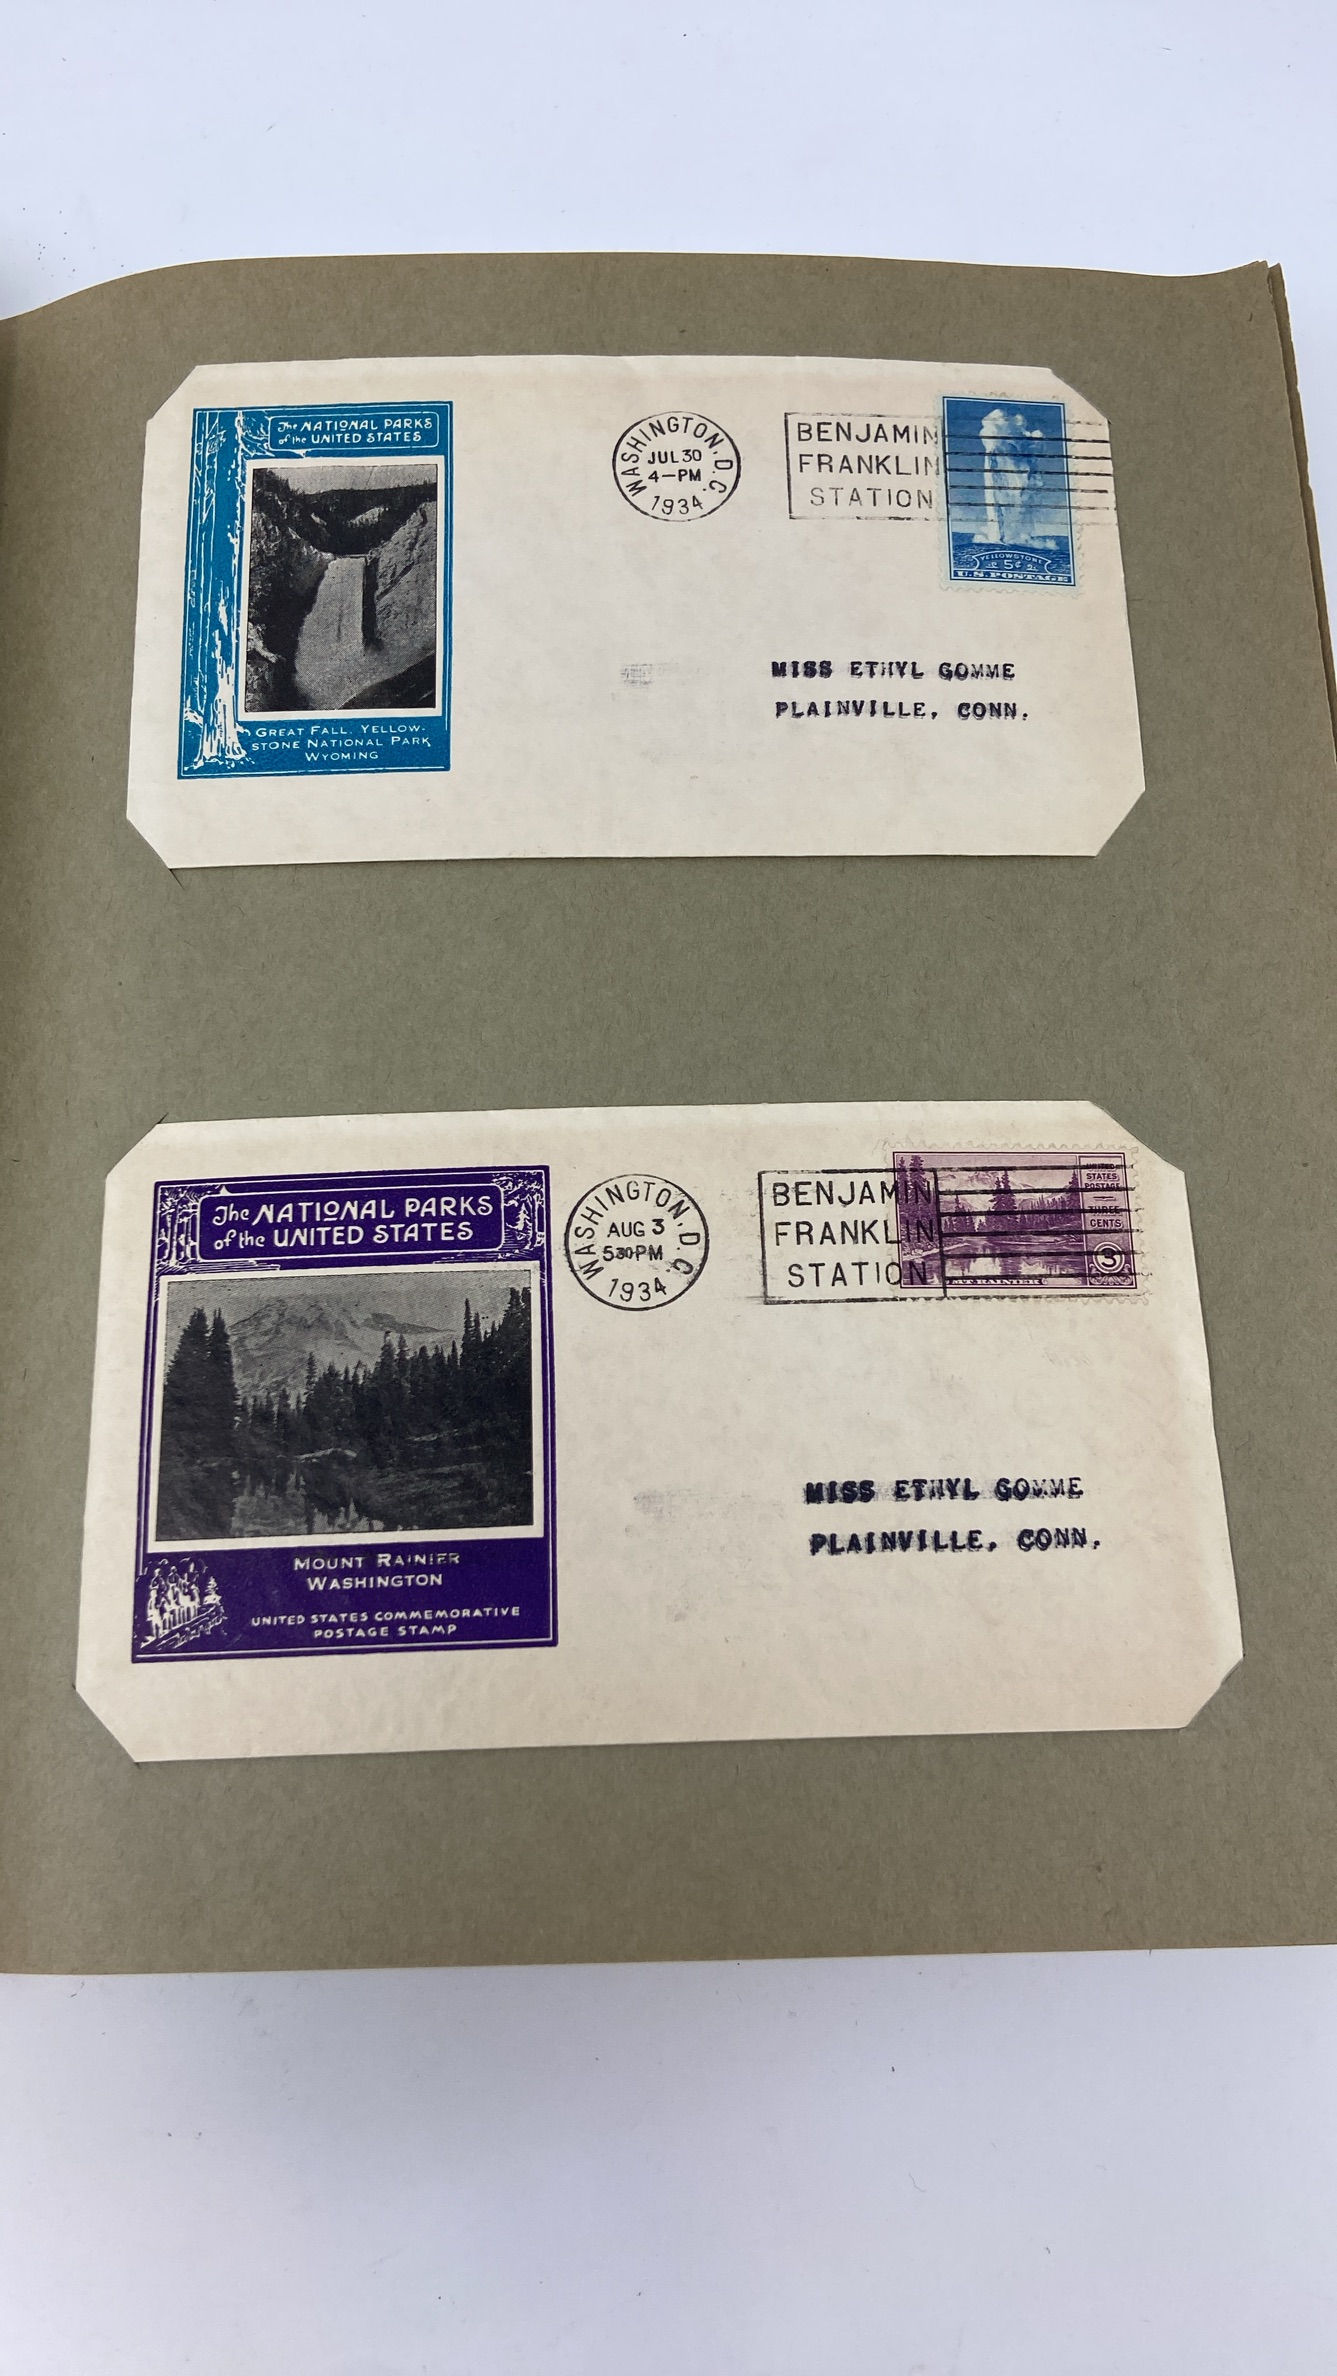 The NATIONAL PARKS
of the UNITED STATES
GREAT FALL, YELLOW-
STONE NATIONAL PARK
WYOMING
WASHINGTON, D.C.
JUL 30
4-PM
1934
BENJAMIN
FRANKLIN
STATION
YELLOWSTONE
5¢
U.S. POSTAGE
MISS ETHYL GOMME
PLAINVILLE, CONN.
The NATIONAL PARKS
of the UNITED STATES
MOUNT RAINIER
WASHINGTON
UNITED STATES COMMEMORATIVE
POSTAGE STAMP
WASHINGTON, D.C.
AUG 3
530PM
1934
BENJAMIN
FRANKLIN
STATION
UNITED
STATES
POSTAGE
THREE
CENTS
3
MT. RAINIER
MISS ETHYL GOMME
PLAINVILLE, CONN.